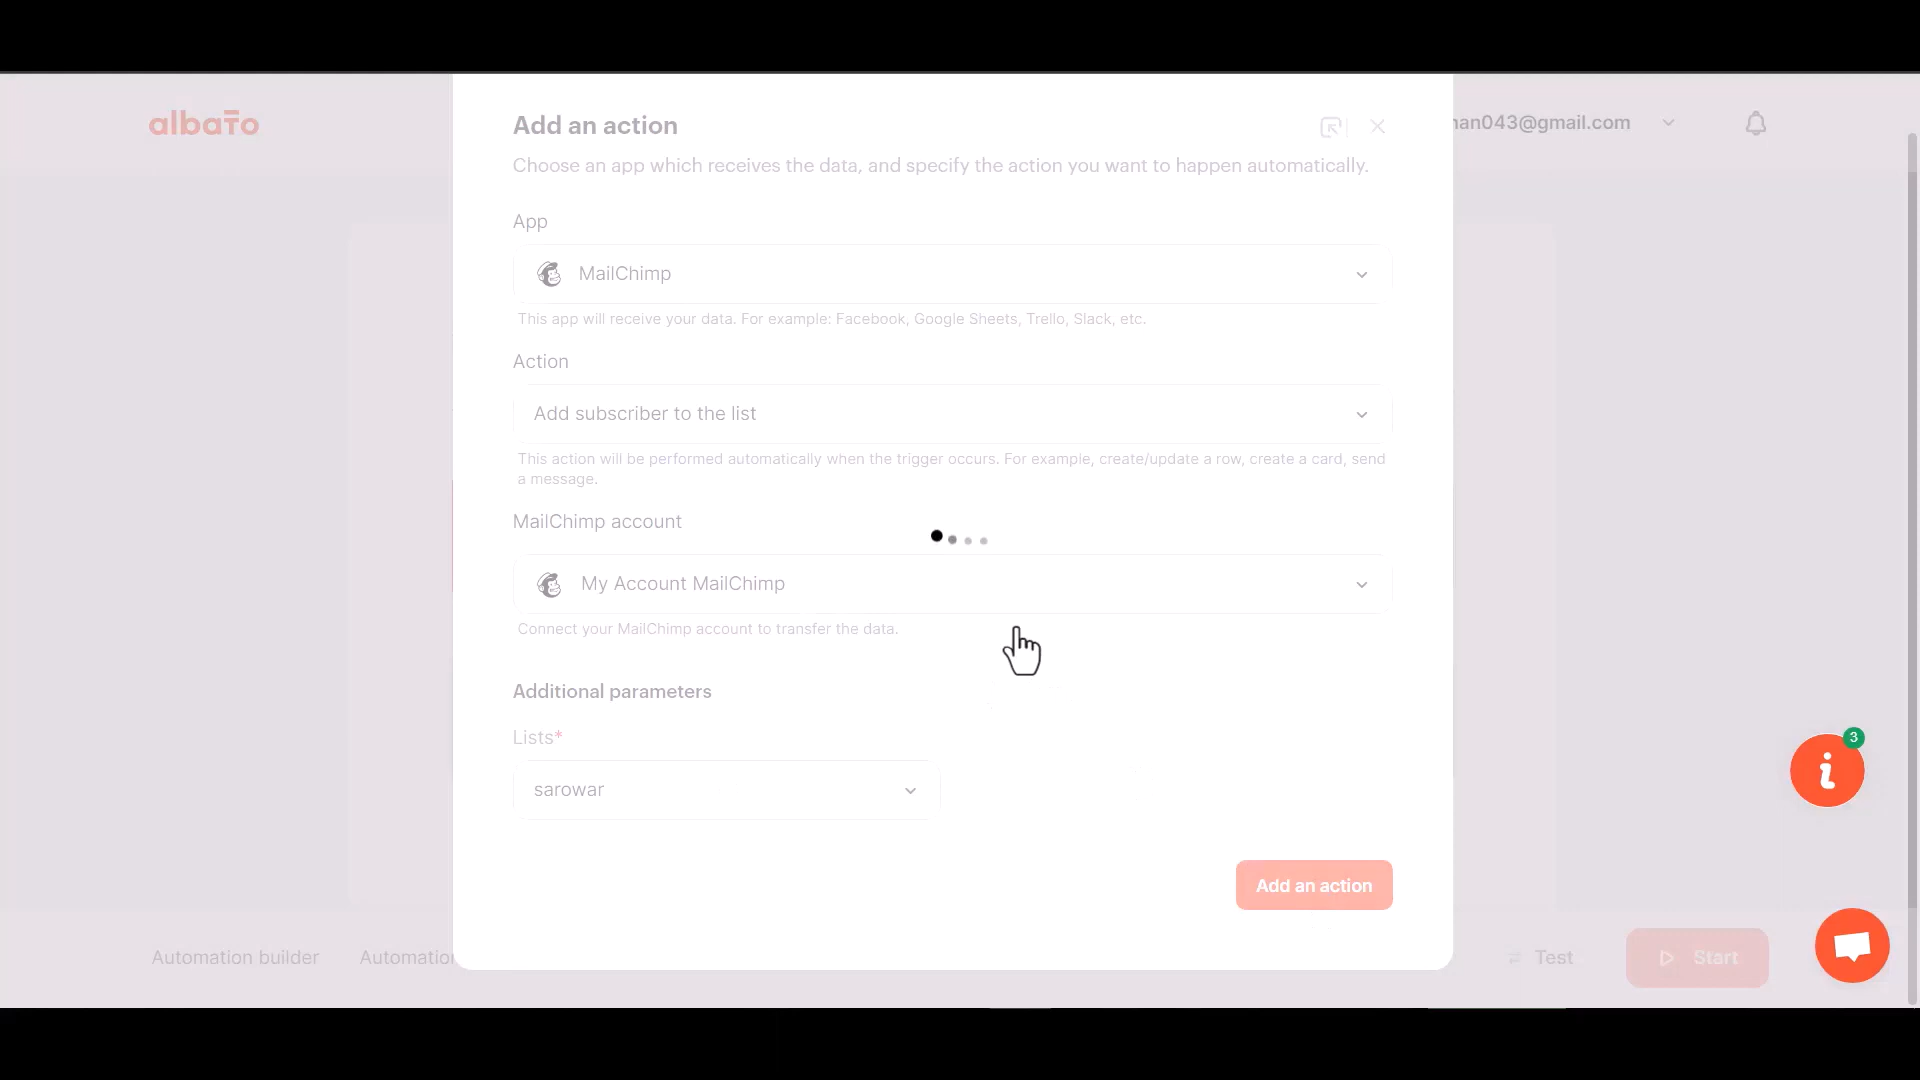 albato
Add an action
nan043@gmail.com
Choose an app which receives the data, and specify the action you want to happen automatically.
App
MailChimp
This app will receive your data. For example: Facebook, Google Sheets, Trello, Slack, etc.
Action
Add subscriber to the list
This action will be performed automatically when the trigger occurs. For example, create/update a row, create a card, send
a message.
MailChimp account
My Account MailChimp
Connect your MailChimp account to transfer the data.
Additional parameters
Lists*
sarowar
3
Add an action
Automation builder
Automation
Test
Start